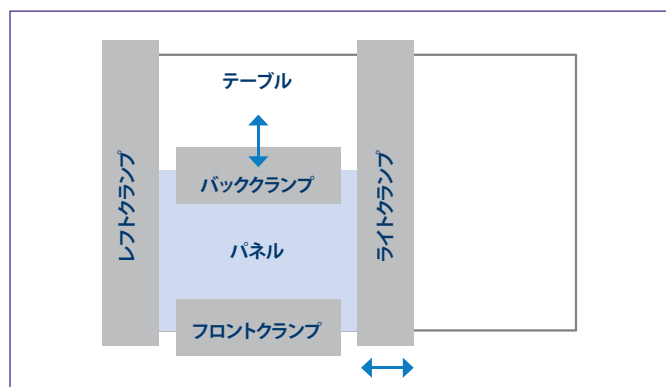 テーブル
バッククランプ
レフトクランプ
ライトクランプ
パネル
フロントクランプ